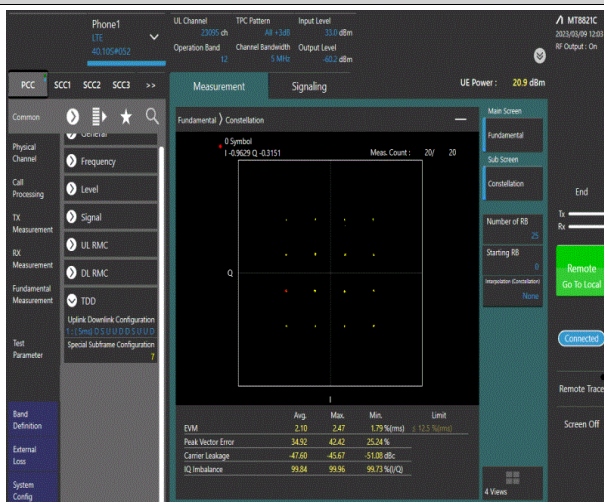 Phone1
LTE
40.105#052
UL Channel
23095 ch
TPC Pattern
All +3dB
Input Level
33.0 dBm
Operation Band
12
Channel Bandwidth
5 MHz
Output Level
-60.2 dBm
MT8821C
2023/03/09 12:03
RF Output : On
PCC SCC1 SCC2 SCC3 >>
Measurement
Signaling
UE Power : 20.9 dBm
Common
Physical
Channel
Call
Processing
TX
Measurement
RX
Measurement
Fundamental
Measurement
Test
Parameter
Band
Definition
External
Loss
System
Config
General
Frequency
Level
Signal
UL RMC
DL RMC
TDD
Uplink Downlink Configuration
1 : ( 5ms) D S U U D D S U U D
Special Subframe Configuration
7
Fundamental ❭ Constellation
0 Symbol
I -0.9629 Q -0.3151
Meas. Count : 20/ 20
Q
I
Avg. Max. Min. Limit
EVM 2.10 2.47 1.79 %(rms) ≤ 12.5 %(rms)
Peak Vector Error 34.92 42.42 25.24 %
Carrier Leakage -47.60 -45.67 -51.08 dBc
IQ Imbalance 99.84 99.96 99.73 %(I/Q)
Main Screen
Fundamental
Sub Screen
Constellation
Number of RB
25
Starting RB
0
Interpolation (Constellation)
None
4 Views
End
Tx
Rx
Remote
Go To Local
Connected
Remote Trace
Screen Off